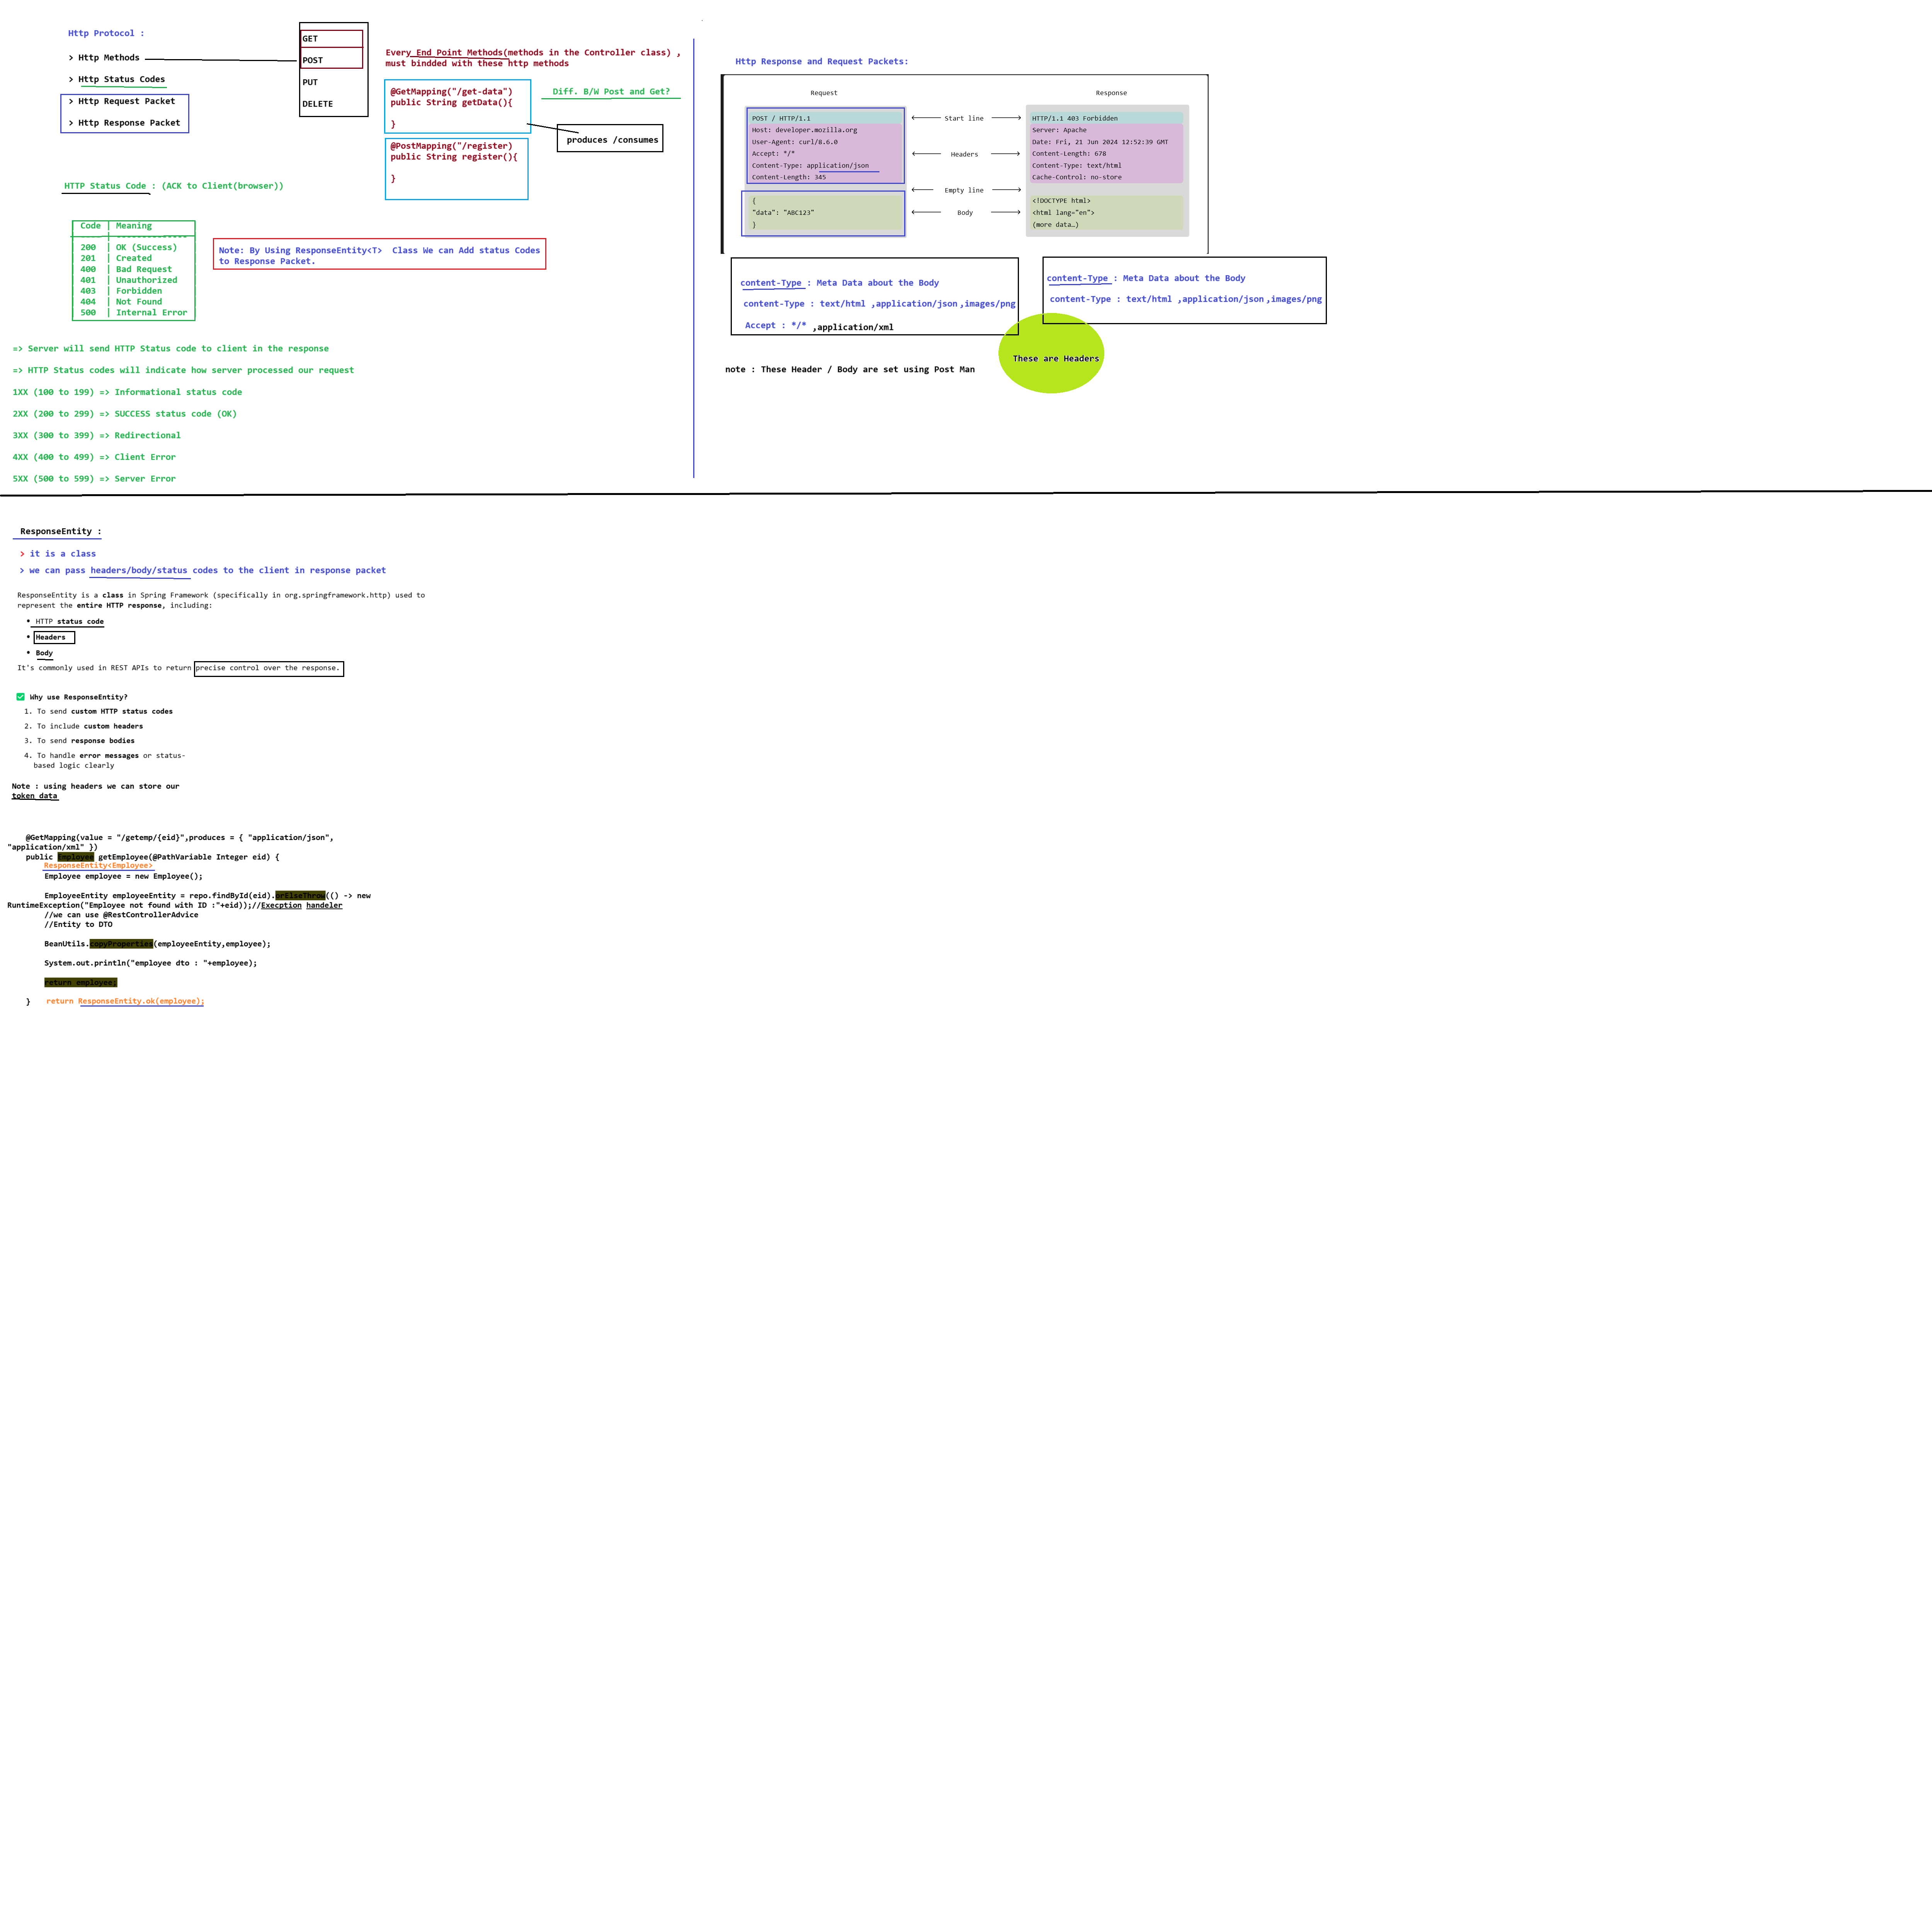 Http Protocol :
> Http Methods
> Http Status Codes
> Http Request Packet
> Http Response Packet
GET
POST
PUT
DELETE
Every End Point Methods(methods in the Controller class) ,
must bindded with these http methods
@GetMapping("/get-data")
public String getData(){
}
Diff. B/W Post and Get?
produces /consumes
@PostMapping("/register)
public String register(){
}
HTTP Status Code : (ACK to Client(browser))
Code | Meaning
-----|--------------
200 | OK (Success)
201 | Created
400 | Bad Request
401 | Unauthorized
403 | Forbidden
404 | Not Found
500 | Internal Error
Note: By Using ResponseEntity<T> Class We can Add status Codes
to Response Packet.
=> Server will send HTTP Status code to client in the response
=> HTTP Status codes will indicate how server processed our request
1XX (100 to 199) => Informational status code
2XX (200 to 299) => SUCCESS status code (OK)
3XX (300 to 399) => Redirectional
4XX (400 to 499) => Client Error
5XX (500 to 599) => Server Error
Http Response and Request Packets:
Request
POST / HTTP/1.1
Host: developer.mozilla.org
User-Agent: curl/8.6.0
Accept: */*
Content-Type: application/json
Content-Length: 345
{
"data": "ABC123"
}
Start line
Headers
Empty line
Body
Response
HTTP/1.1 403 Forbidden
Server: Apache
Date: Fri, 21 Jun 2024 12:52:39 GMT
Content-Length: 678
Content-Type: text/html
Cache-Control: no-store
<!DOCTYPE html>
<html lang="en">
(more data…)
content-Type : Meta Data about the Body
content-Type : text/html ,application/json ,images/png
Accept : */* ,application/xml
content-Type : Meta Data about the Body
content-Type : text/html ,application/json ,images/png
These are Headers
note : These Header / Body are set using Post Man
ResponseEntity :
> it is a class
> we can pass headers/body/status codes to the client in response packet
ResponseEntity is a class in Spring Framework (specifically in org.springframework.http) used to
represent the entire HTTP response, including:
• HTTP status code
• Headers
• Body
It's commonly used in REST APIs to return precise control over the response.
✅ Why use ResponseEntity?
1. To send custom HTTP status codes
2. To include custom headers
3. To send response bodies
4. To handle error messages or status-
based logic clearly
Note : using headers we can store our
token data
@GetMapping(value = "/getemp/{eid}",produces = { "application/json",
"application/xml" })
public Employee getEmployee(@PathVariable Integer eid) {
ResponseEntity<Employee>
Employee employee = new Employee();
EmployeeEntity employeeEntity = repo.findById(eid).orElseThrow(() -> new
RuntimeException("Employee not found with ID :"+eid));//Execption handeler
//we can use @RestControllerAdvice
//Entity to DTO
BeanUtils.copyProperties(employeeEntity,employee);
System.out.println("employee dto : "+employee);
return employee;
} return ResponseEntity.ok(employee);